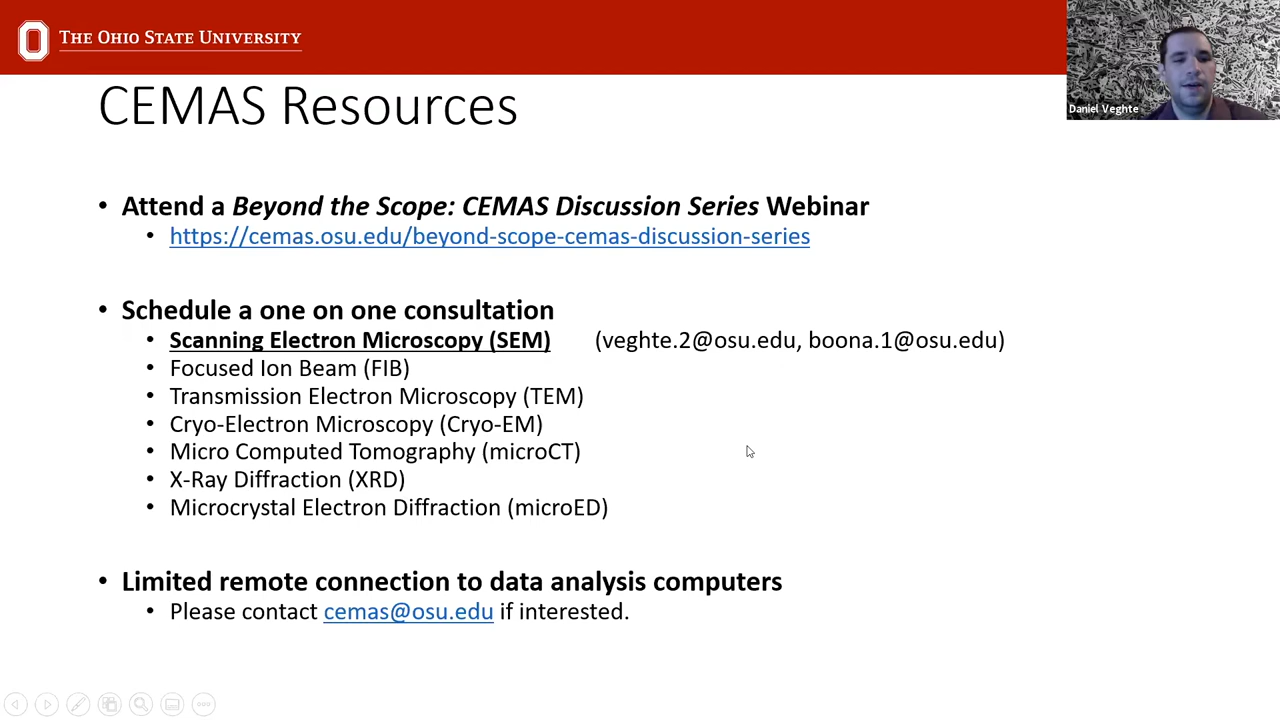 THE OHIO STATE UNIVERSITY
Daniel Veghte
CEMAS Resources
• Attend a Beyond the Scope: CEMAS Discussion Series Webinar
• https://cemas.osu.edu/beyond-scope-cemas-discussion-series
• Schedule a one on one consultation
• Scanning Electron Microscopy (SEM) (veghte.2@osu.edu, boona.1@osu.edu)
• Focused Ion Beam (FIB)
• Transmission Electron Microscopy (TEM)
• Cryo-Electron Microscopy (Cryo-EM)
• Micro Computed Tomography (microCT)
• X-Ray Diffraction (XRD)
• Microcrystal Electron Diffraction (microED)
• Limited remote connection to data analysis computers
• Please contact cemas@osu.edu if interested.